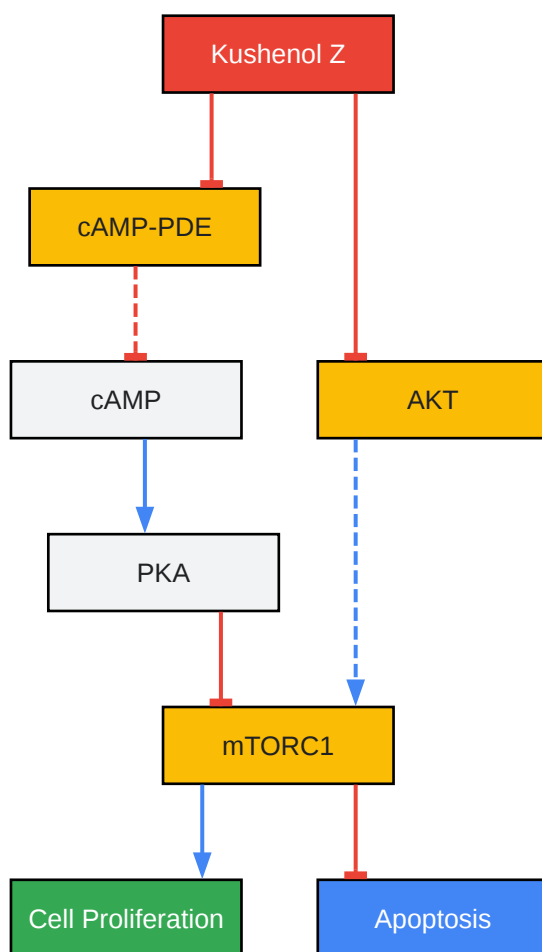 Kushenol Z
cAMP-PDE
cAMP
AKT
PKA
mTORC1
Cell Proliferation
Apoptosis